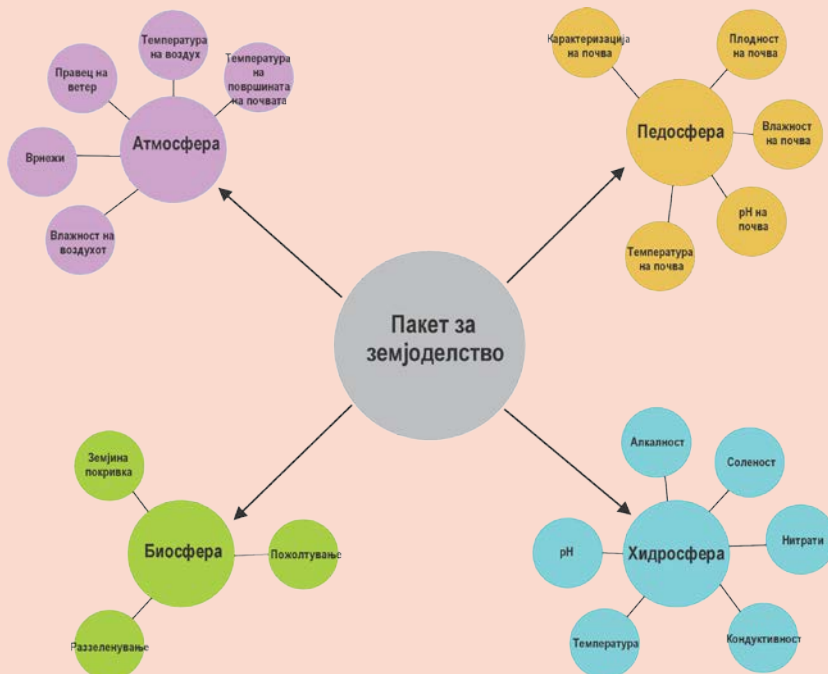 Температура
на воздух
Правец на
ветер
Температура
на
површината
на почвата
Врнежи
Атмосфера
Влажност на
воздухот
Карактеризација
на почва
Плодност
на почва
Педосфера
Влажност
на почва
pH на
почва
Температура
на почва
Пакет за
земјоделство
Земјина
покривка
Биосфера
Пожолтување
Раззеленување
Алкалност
Соленост
pH
Хидросфера
Нитрати
Температура
Кондуктивност